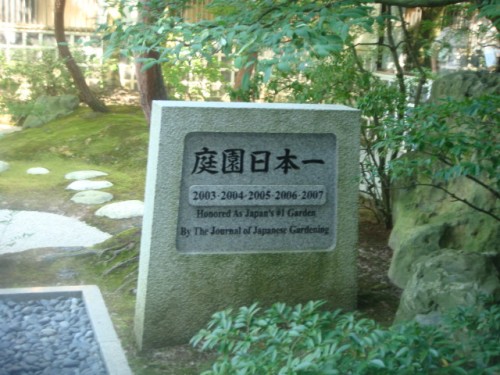 庭園日本一
2003-2004-2005-2006-2007
Honored As Japan's #1 Garden
By The Journal of Japanese Gardening